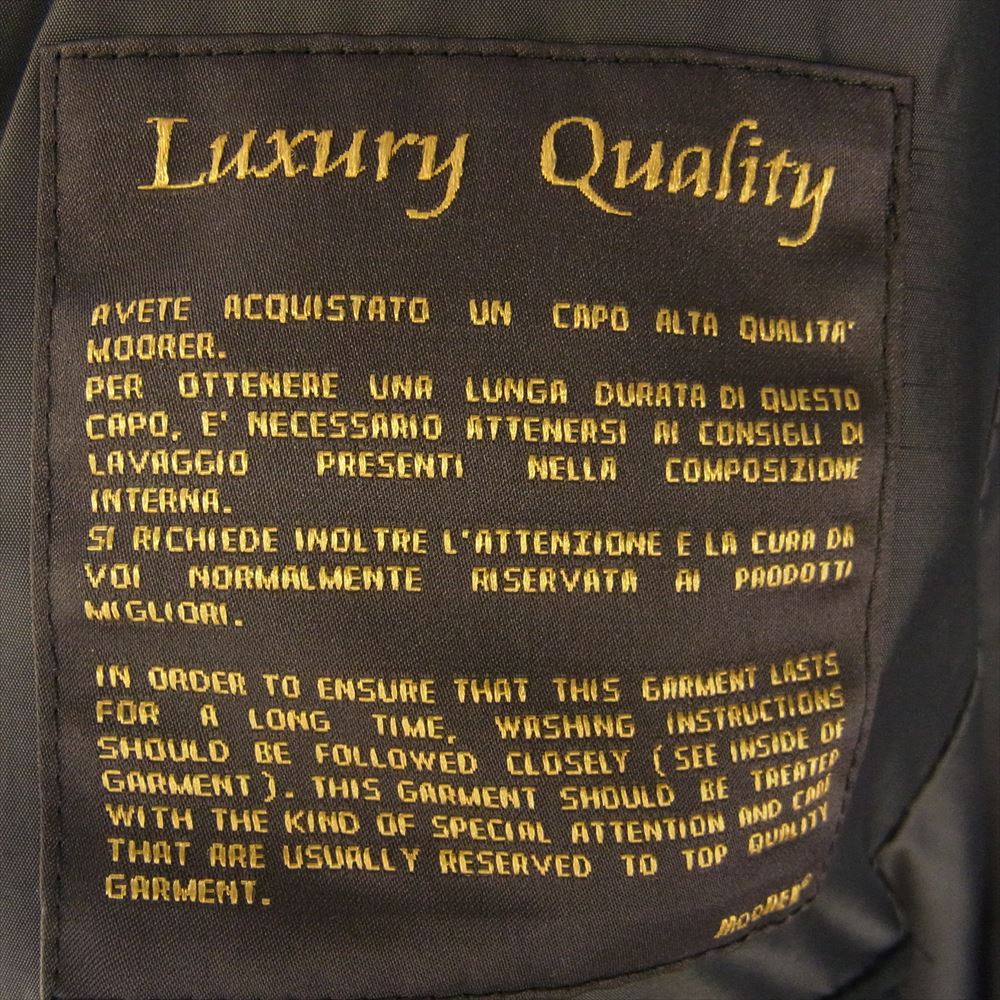 Luxury Quality
AVETE ACQUISTATO UN CAPO ALTA QUALITA'
MOORER.
PER OTTENERE UNA LUNGA DURATA DI QUESTO
CAPO, E' NECESSARIO ATTENERSI AI CONSIGLI DI
LAVAGGIO PRESENTI NELLA COMPOSIZIONE
INTERNA.
SI RICHIEDE INOLTRE L'ATTENZIONE E LA CURA DA
VOI NORMALMENTE RISERVATA AI PRODOTTI
MIGLIORI.
IN ORDER TO ENSURE THAT THIS GARMENT LASTS
FOR A LONG TIME, WASHING INSTRUCTIONS
SHOULD BE FOLLOWED CLOSELY (SEE INSIDE OF
GARMENT). THIS GARMENT SHOULD BE TREATED
WITH THE KIND OF SPECIAL ATTENTION AND CARE
THAT ARE USUALLY RESERVED TO TOP QUALITY
GARMENT.
MOORER®